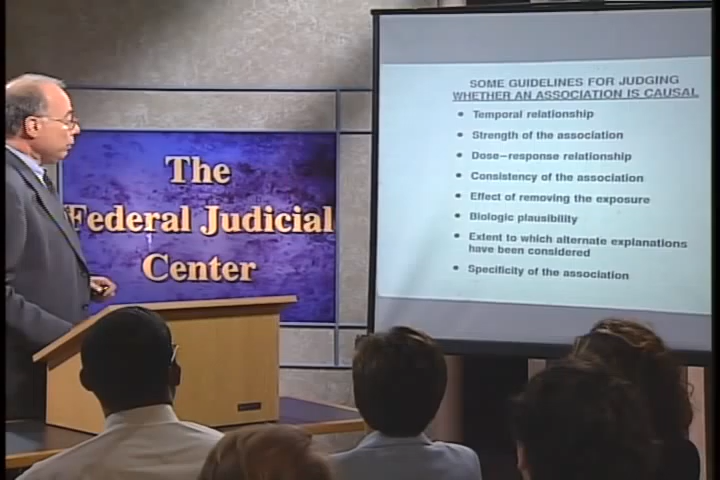 The
Federal Judicial
Center
SOME GUIDELINES FOR JUDGING
WHETHER AN ASSOCIATION IS CAUSAL
• Temporal relationship
• Strength of the association
• Dose-response relationship
• Consistency of the association
• Effect of removing the exposure
• Biologic plausibility
• Extent to which alternate explanations
have been considered
• Specificity of the association